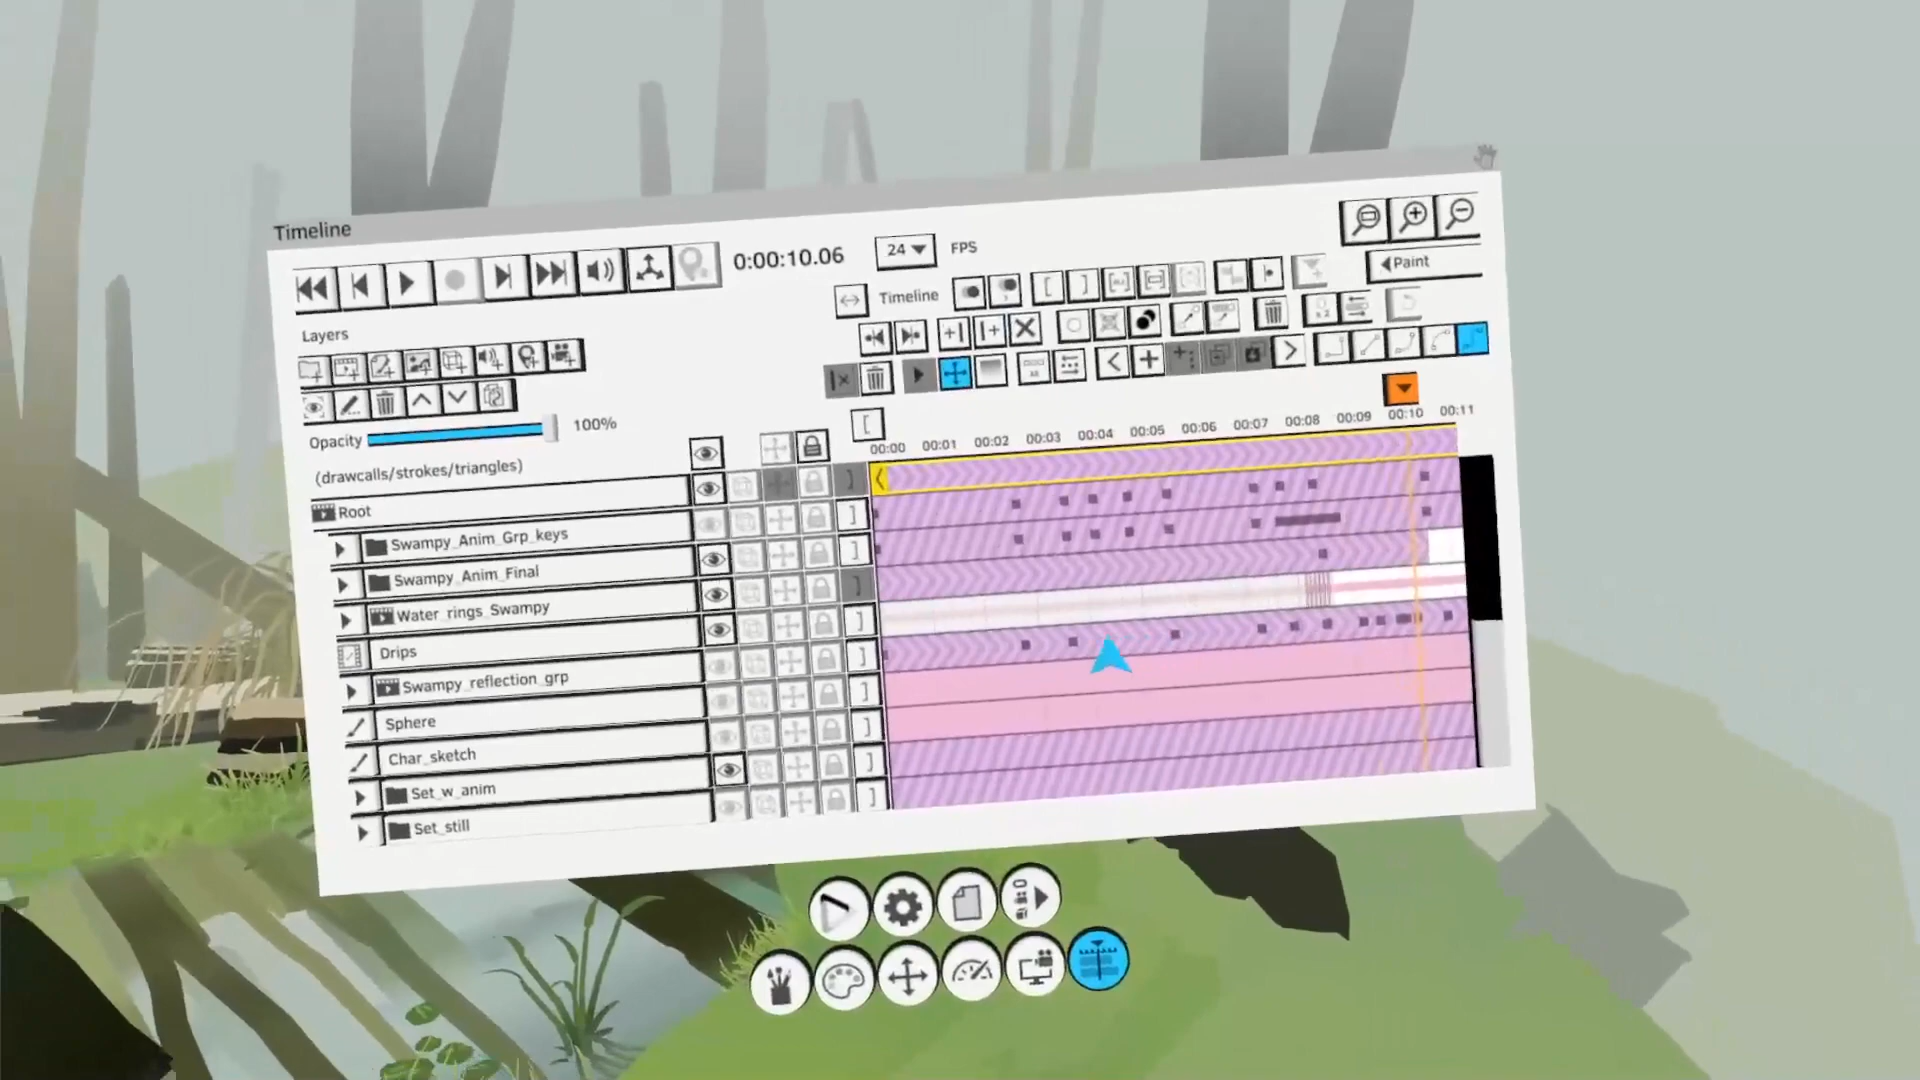 Timeline
0:00:10.06
24
FPS
Paint
Timeline
Layers
Opacity
100%
00:00 00:01 00:02 00:03 00:04 00:05 00:06 00:07 00:08 00:09 00:10 00:11
(drawcalls/strokes/triangles)
Root
Swampy_Anim_Grp_keys
Swampy_Anim_Final
Water_rings_Swampy
Drips
Swampy_reflection_grp
Sphere
Char_sketch
Set_w_anim
Set_still